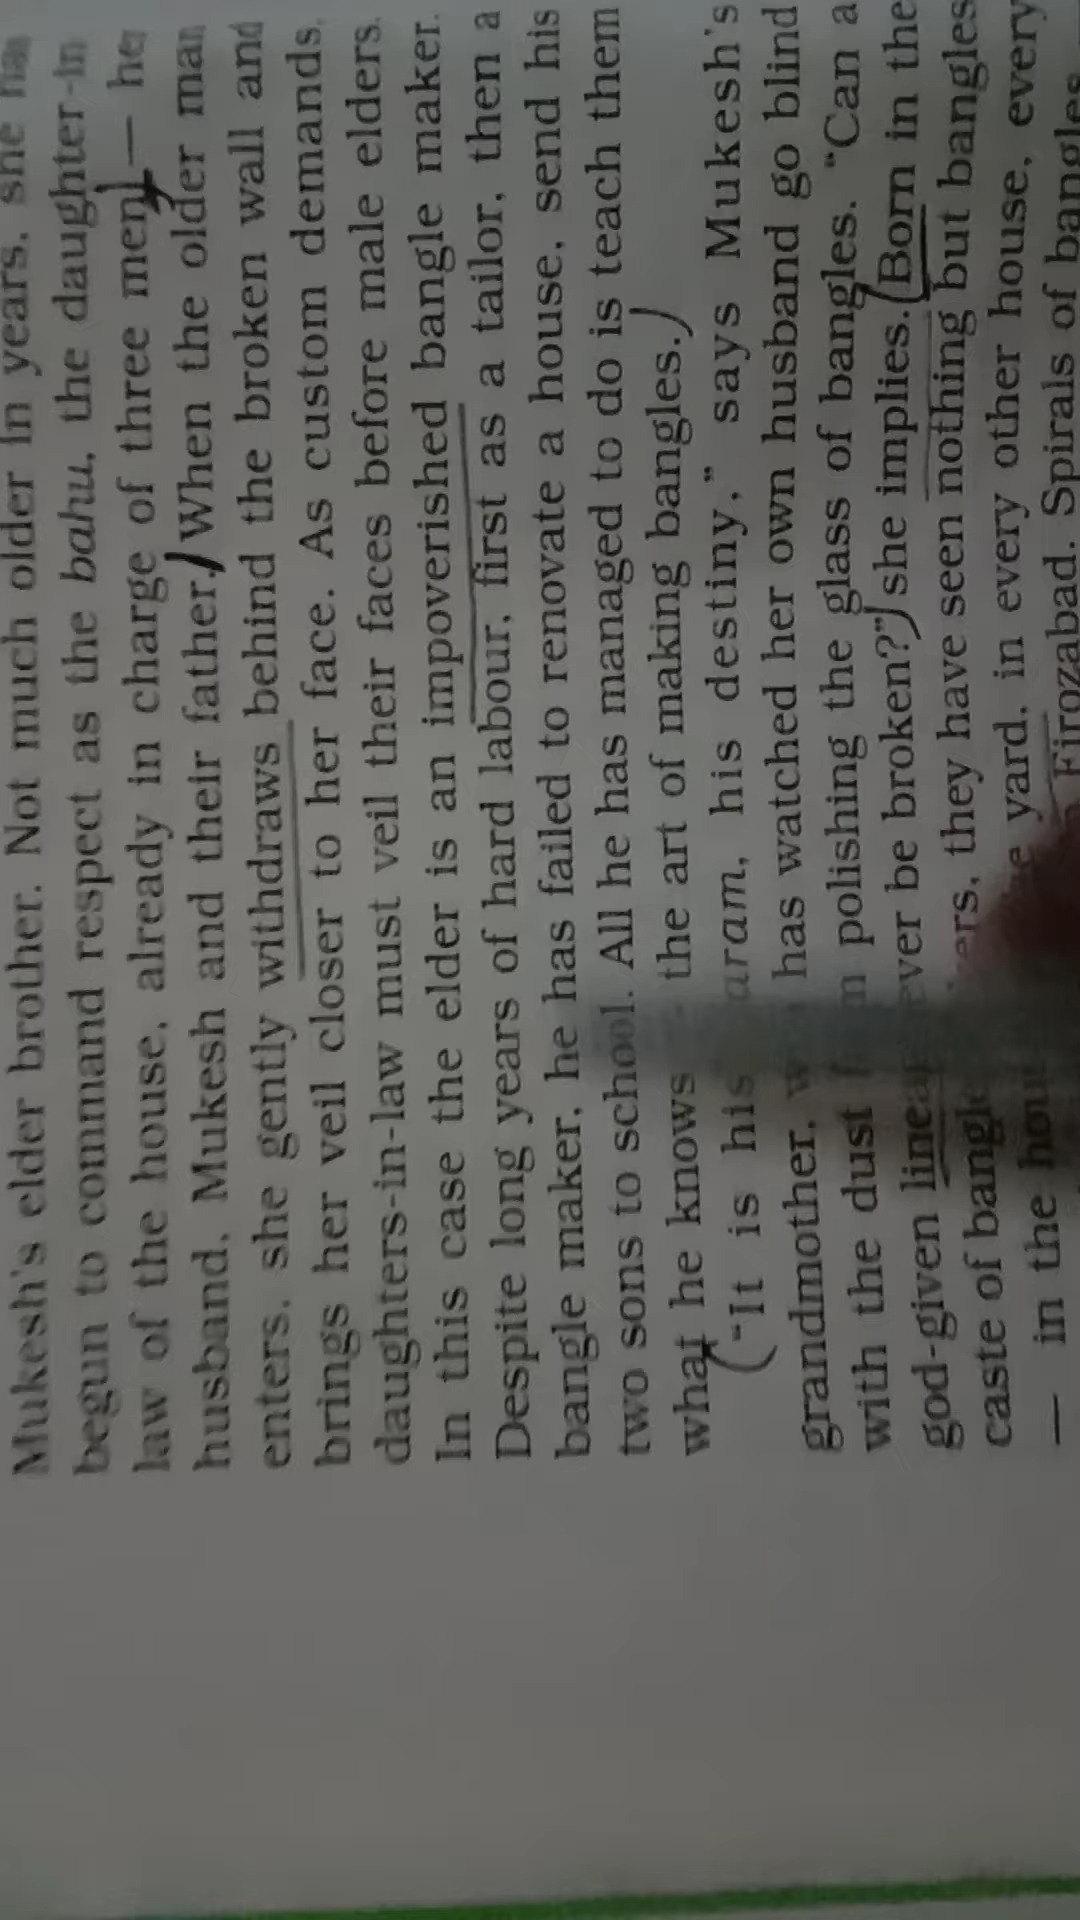 Mukesh's elder brother. Not much older in years, she has
begun to command respect as the bahu, the daughter-in-
law of the house, already in charge of three men — her
husband, Mukesh and their father. When the older man
enters, she gently withdraws behind the broken wall and
brings her veil closer to her face. As custom demands,
daughters-in-law must veil their faces before male elders.
In this case the elder is an impoverished bangle maker.
Despite long years of hard labour, first as a tailor, then a
bangle maker, he has failed to renovate a house, send his
two sons to school. All he has managed to do is teach them
what he knows the art of making bangles.
"It is his aram, his destiny," says Mukesh's
grandmother, has watched her own husband go blind
with the dust polishing the glass of bangles. "Can a
god-given lineage ever be broken?" she implies. Born in the
caste of bangle they have seen nothing but bangles
— in the house yard, in every other house, every
Firozabad. Spirals of bangles